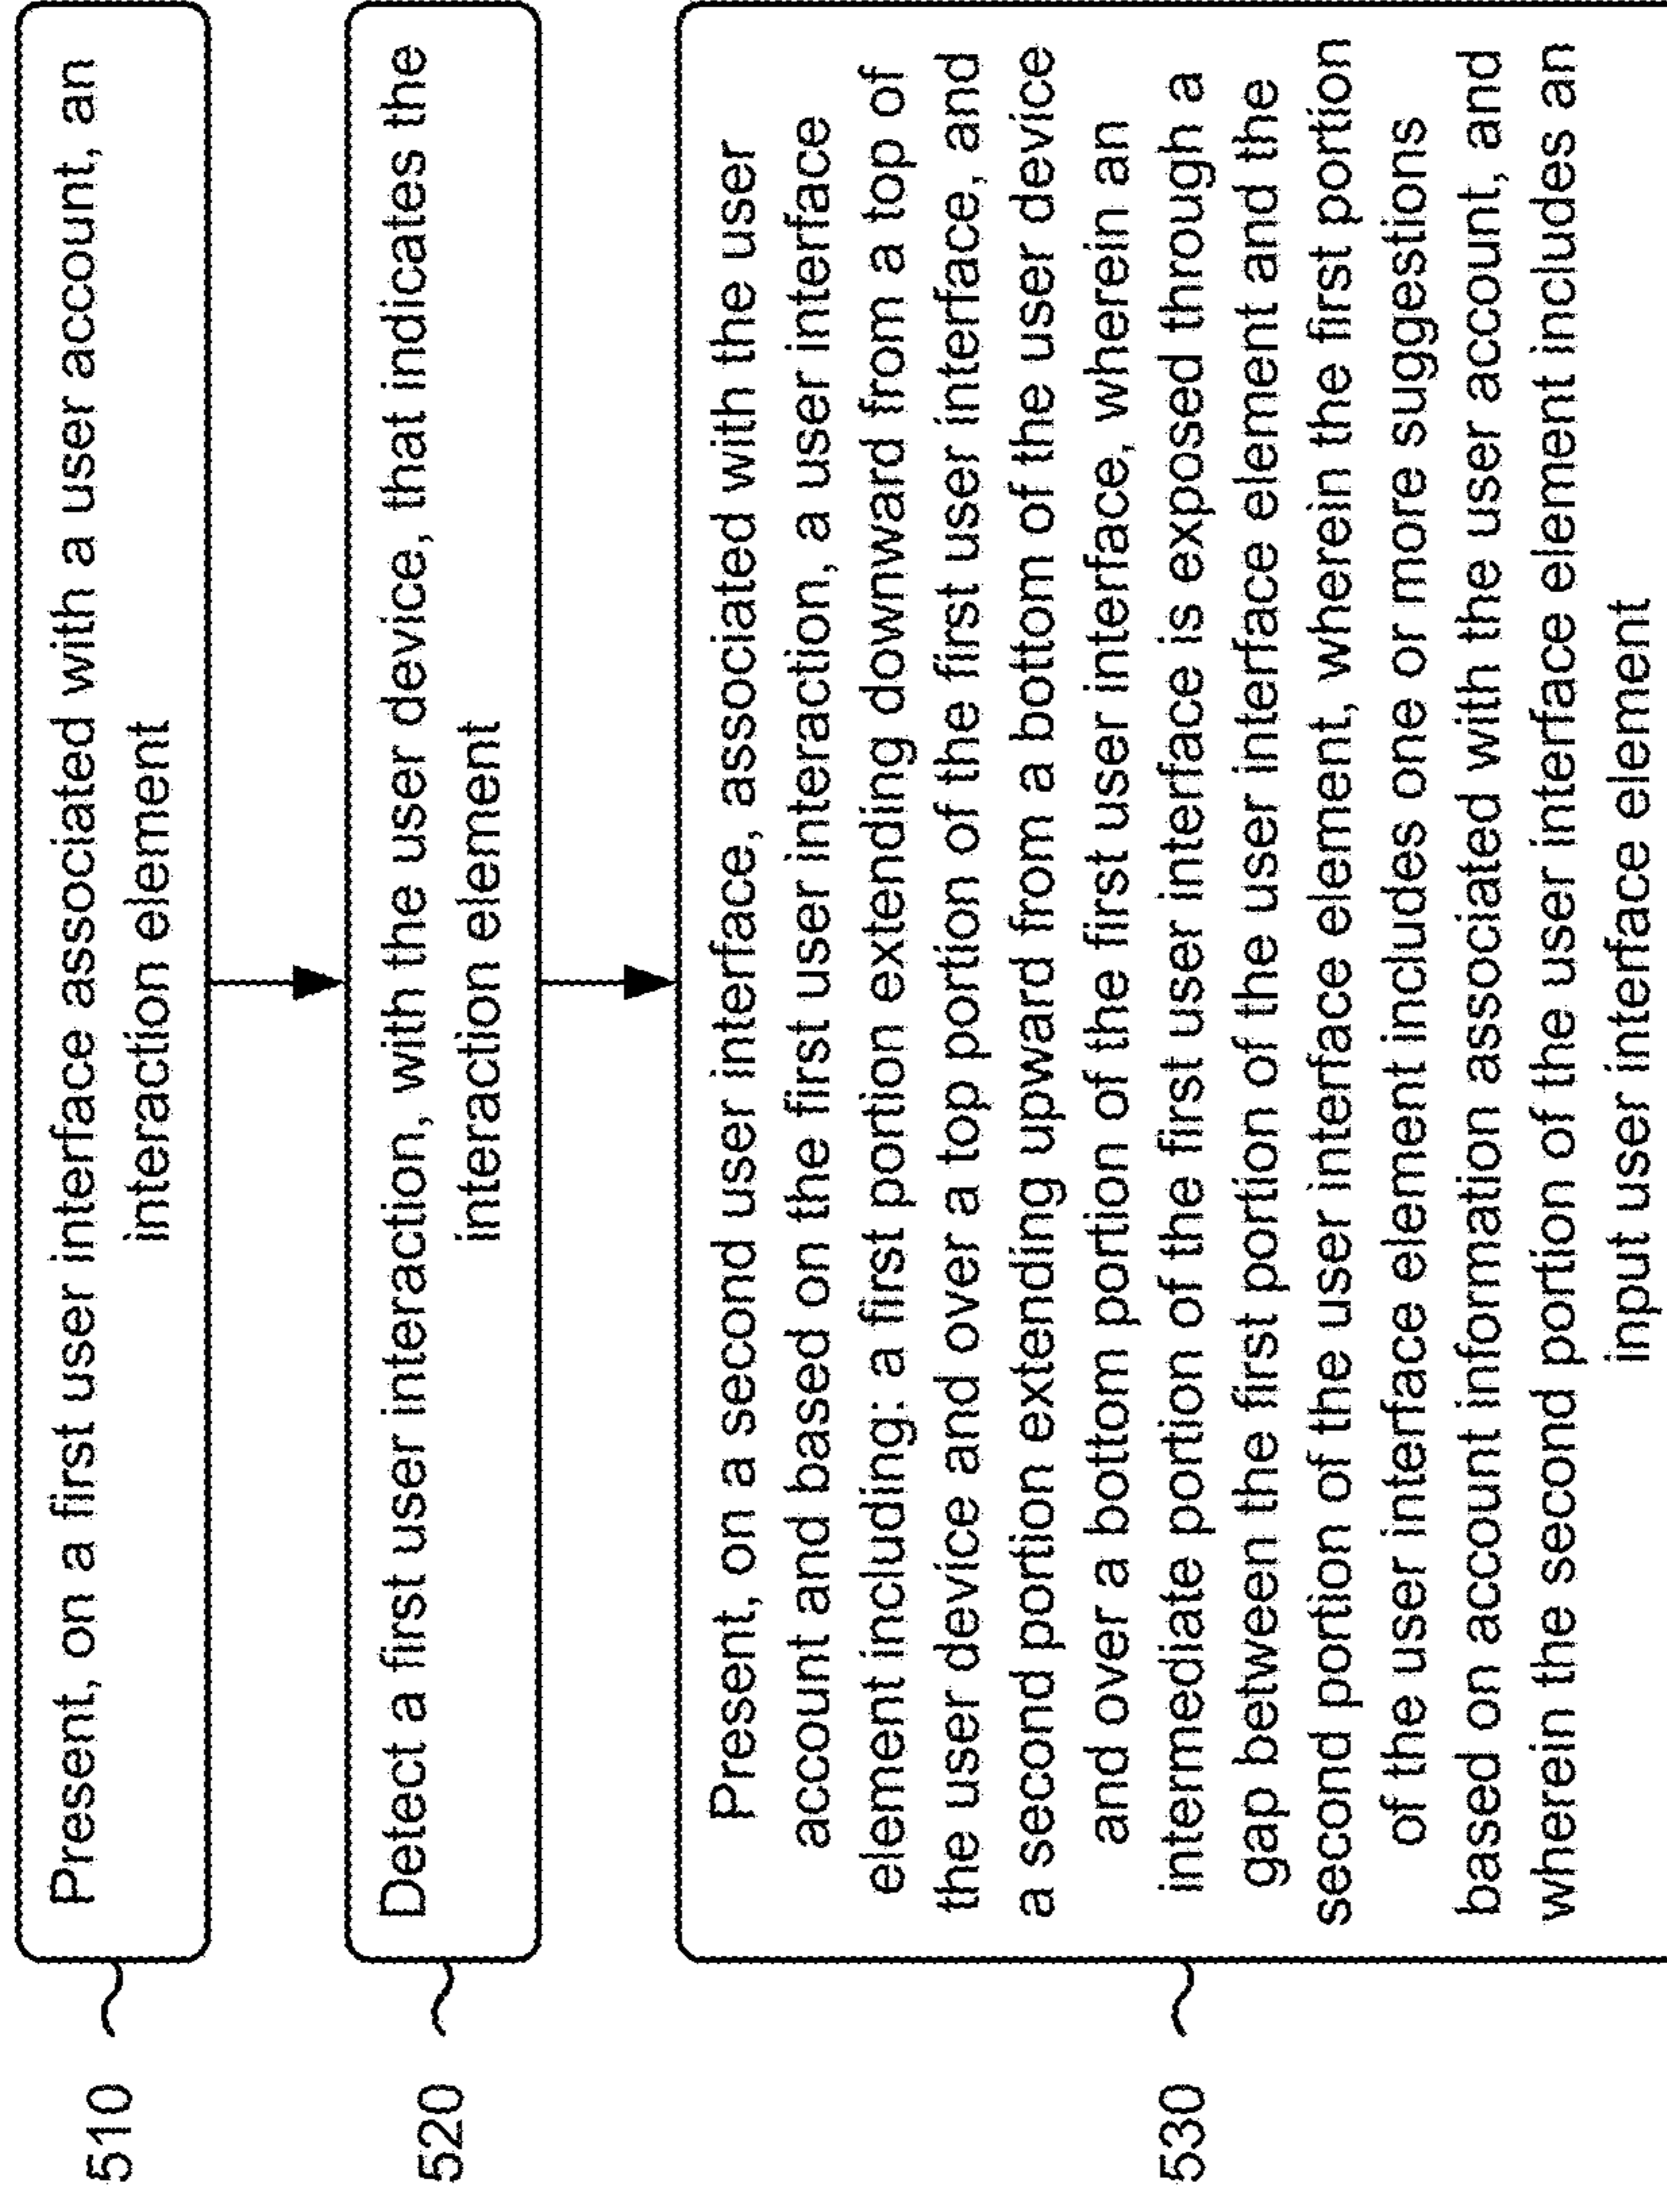 510
Present, on a first user interface associated with a user account, an
interaction element
520
Detect a first user interaction, with the user device, that indicates the
interaction element
530
Present, on a second user interface, associated with the user
account and based on the first user interaction, a user interface
element including: a first portion extending downward from a top of
the user device and over a top portion of the first user interface, and
a second portion extending upward from a bottom of the user device
and over a bottom portion of the first user interface, wherein an
intermediate portion of the first user interface is exposed through a
gap between the first portion of the user interface element and the
second portion of the user interface element, wherein the first portion
of the user interface element includes one or more suggestions
based on account information associated with the user account, and
wherein the second portion of the user interface element includes an
input user interface element